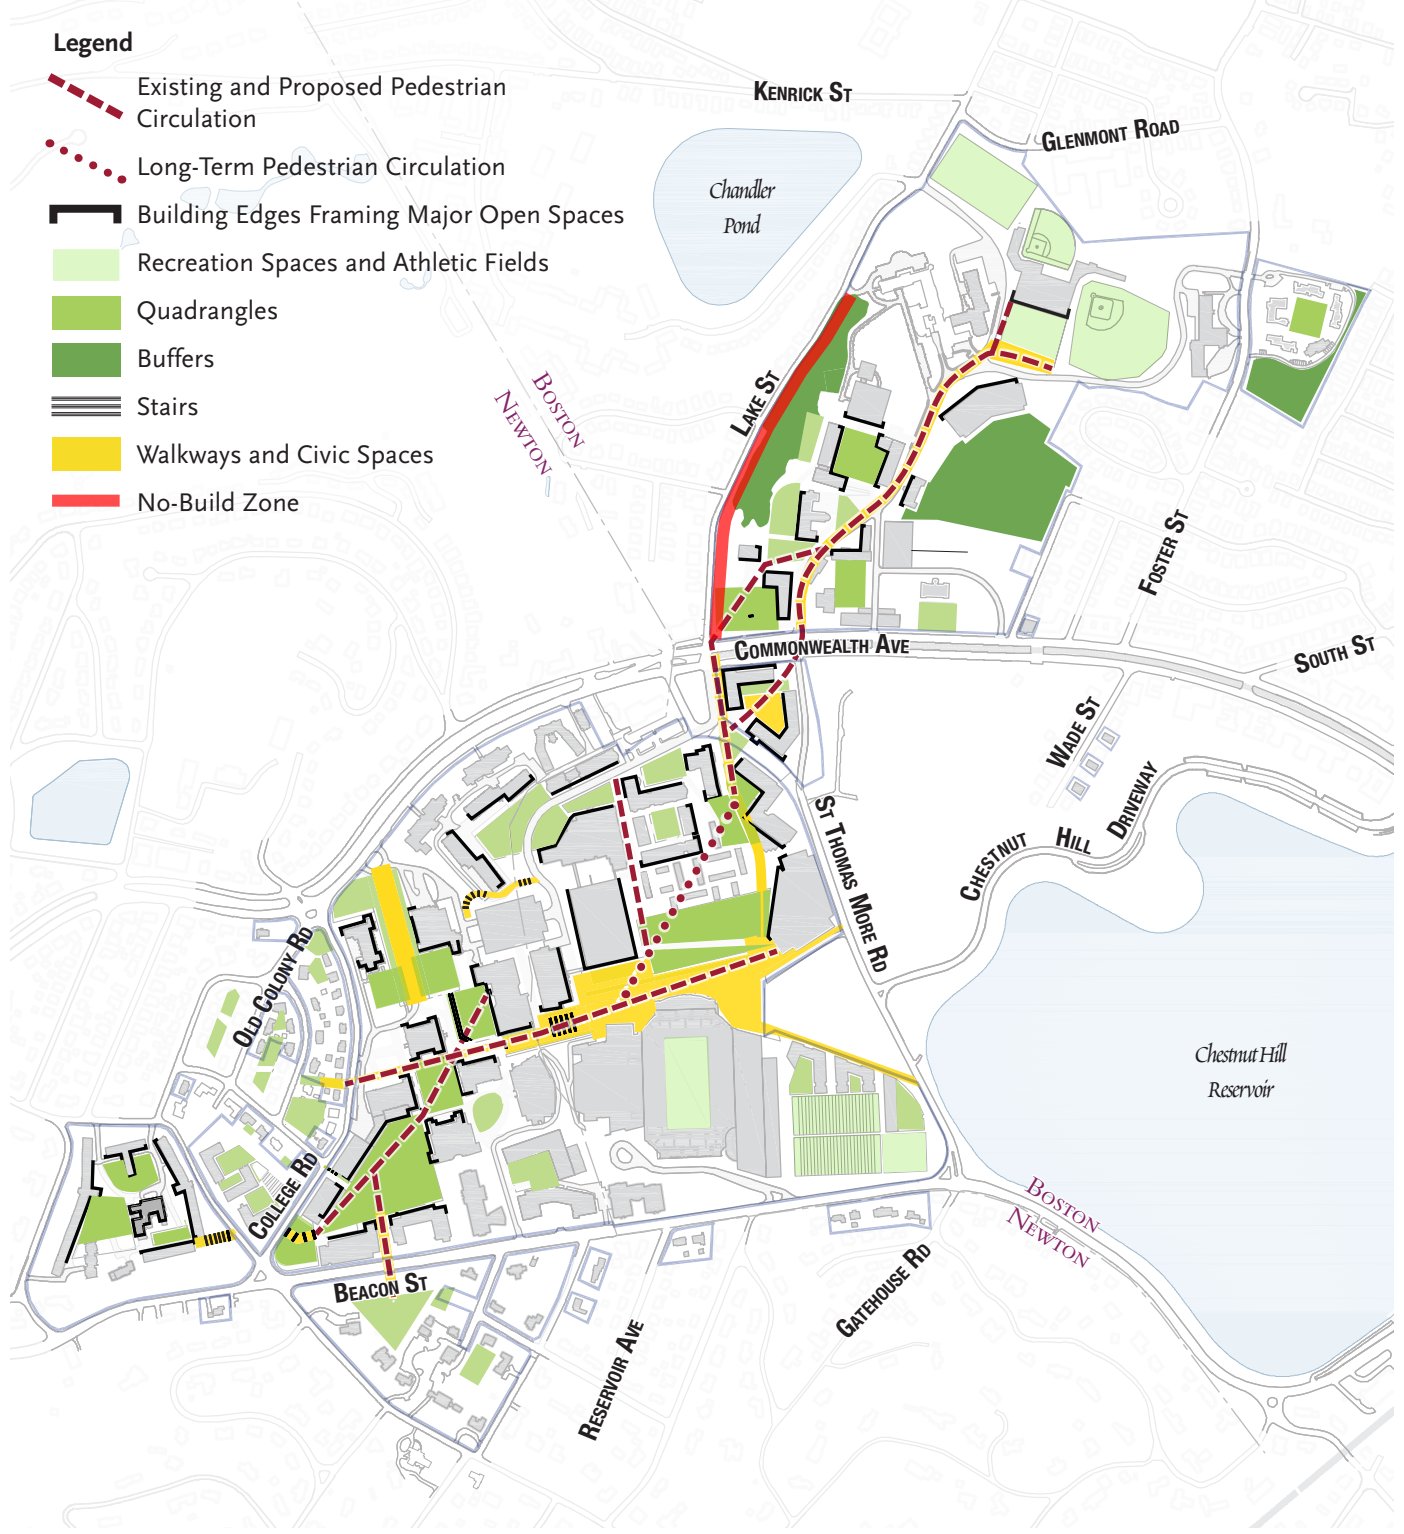 Legend
Existing and Proposed Pedestrian
Circulation
Long-Term Pedestrian Circulation
Building Edges Framing Major Open Spaces
Recreation Spaces and Athletic Fields
Quadrangles
Buffers
Stairs
Walkways and Civic Spaces
No-Build Zone
KENRICK ST
GLENMONT ROAD
Chandler
Pond
LAKE ST
BOSTON
NEWTON
FOSTER ST
COMMONWEALTH AVE
SOUTH ST
WADE ST
CHESTNUT HILL DRIVEWAY
ST THOMAS MORE RD
OLD COLONY RD
Chestnut Hill
Reservoir
COLLEGE RD
BOSTON
NEWTON
BEACON ST
GATEHOUSE RD
RESERVOIR AVE